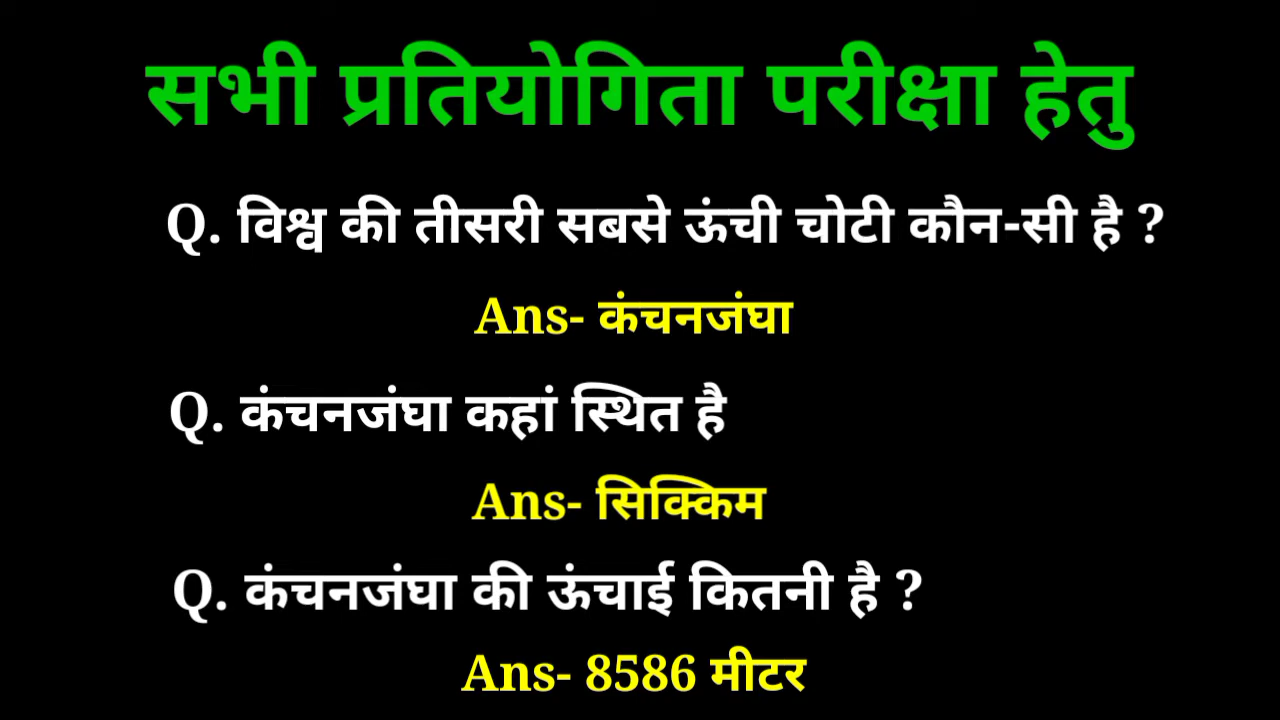 सभी प्रतियोगिता परीक्षा हेतु
Q. विश्व की तीसरी सबसे ऊंची चोटी कौन-सी है ?
Ans- कंचनजंघा
Q. कंचनजंघा कहां स्थित है
Ans- सिक्किम
Q. कंचनजंघा की ऊंचाई कितनी है ?
Ans- 8586 मीटर